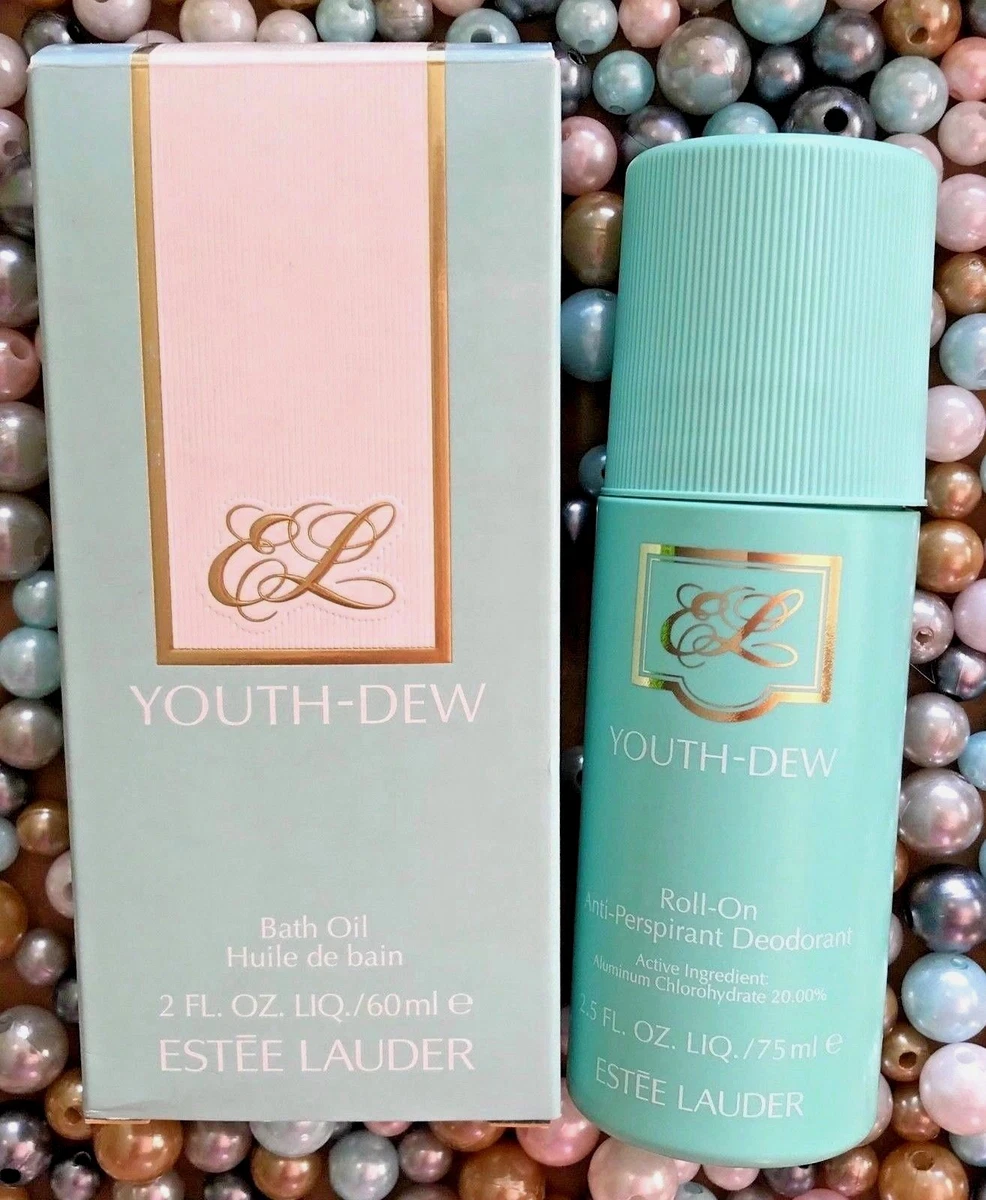 EL
YOUTH-DEW
Bath Oil
Huile de bain
2 FL. OZ. LIQ./60ml ℮
ESTĒE LAUDER
EL
YOUTH-DEW
Roll-On
Anti-Perspirant Deodorant
Active Ingredient:
Aluminum Chlorohydrate 20.00%
2.5 FL. OZ. LIQ./75ml ℮
ESTĒE LAUDER